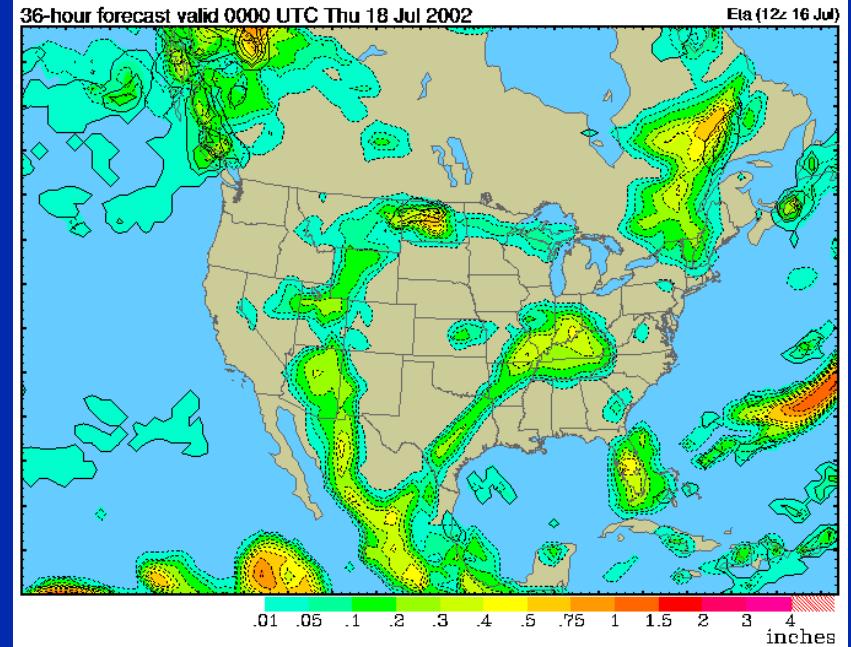 36-hour forecast valid 0000 UTC Thu 18 Jul 2002 Eta (12z 16 Jul)
.01 .05 .1 .2 .3 .4 .5 .75 1 1.5 2 3 4
inches